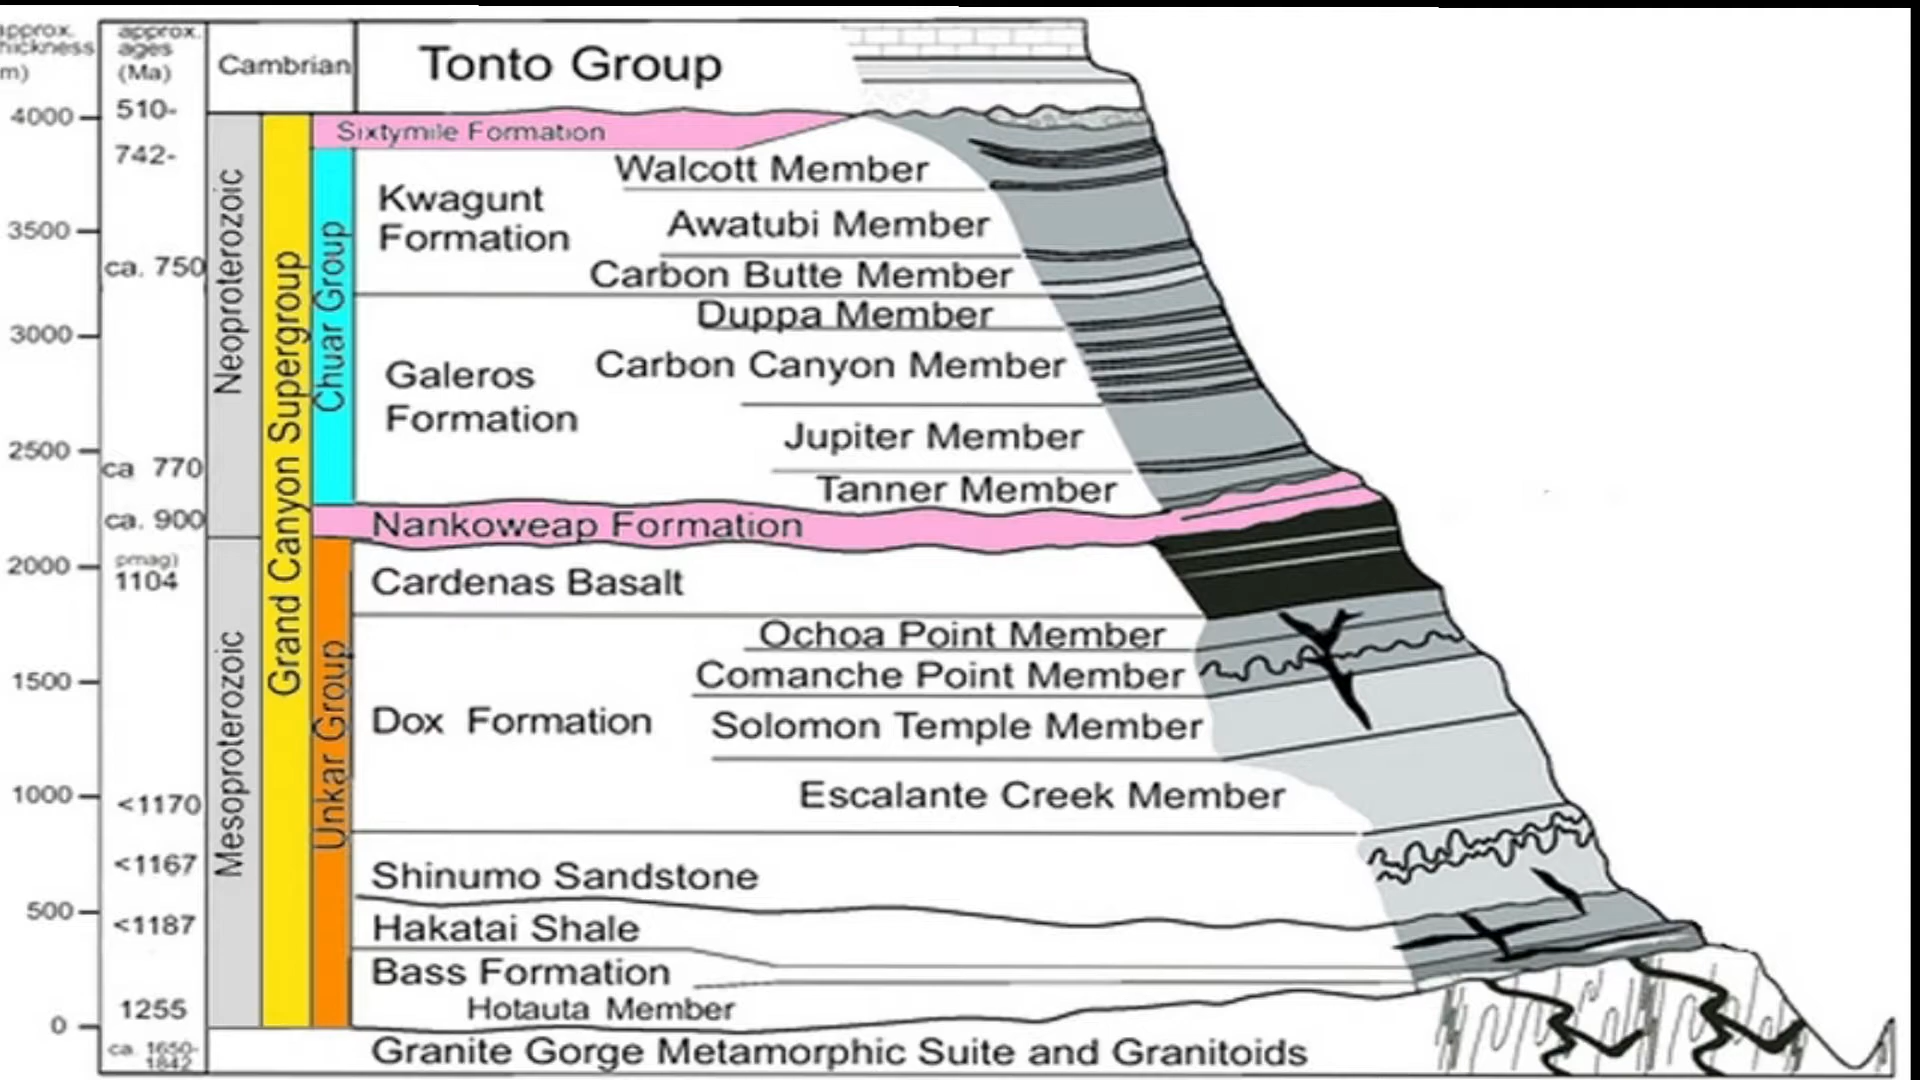 approx.
thickness
m)
approx.
ages
(Ma)
Cambrian
Tonto Group
510-
4000
Sixtymile Formation
742-
Walcott Member
Kwagunt
Formation
Awatubi Member
3500
ca. 750
Carbon Butte Member
Duppa Member
3000
Carbon Canyon Member
Galeros
Formation
Jupiter Member
2500
ca 770
Tanner Member
ca. 900
Nankoweap Formation
pmag)
2000
1104
Cardenas Basalt
Ochoa Point Member
Comanche Point Member
1500
Dox Formation
Solomon Temple Member
1000
<1170
Escalante Creek Member
<1167
Shinumo Sandstone
500
<1187
Hakatai Shale
Bass Formation
1255
Hotauta Member
0
ca. 1650-
1842
Granite Gorge Metamorphic Suite and Granitoids
Neoproterozoic
Mesoproterozoic
Grand Canyon Supergroup
Chuar Group
Unkar Group